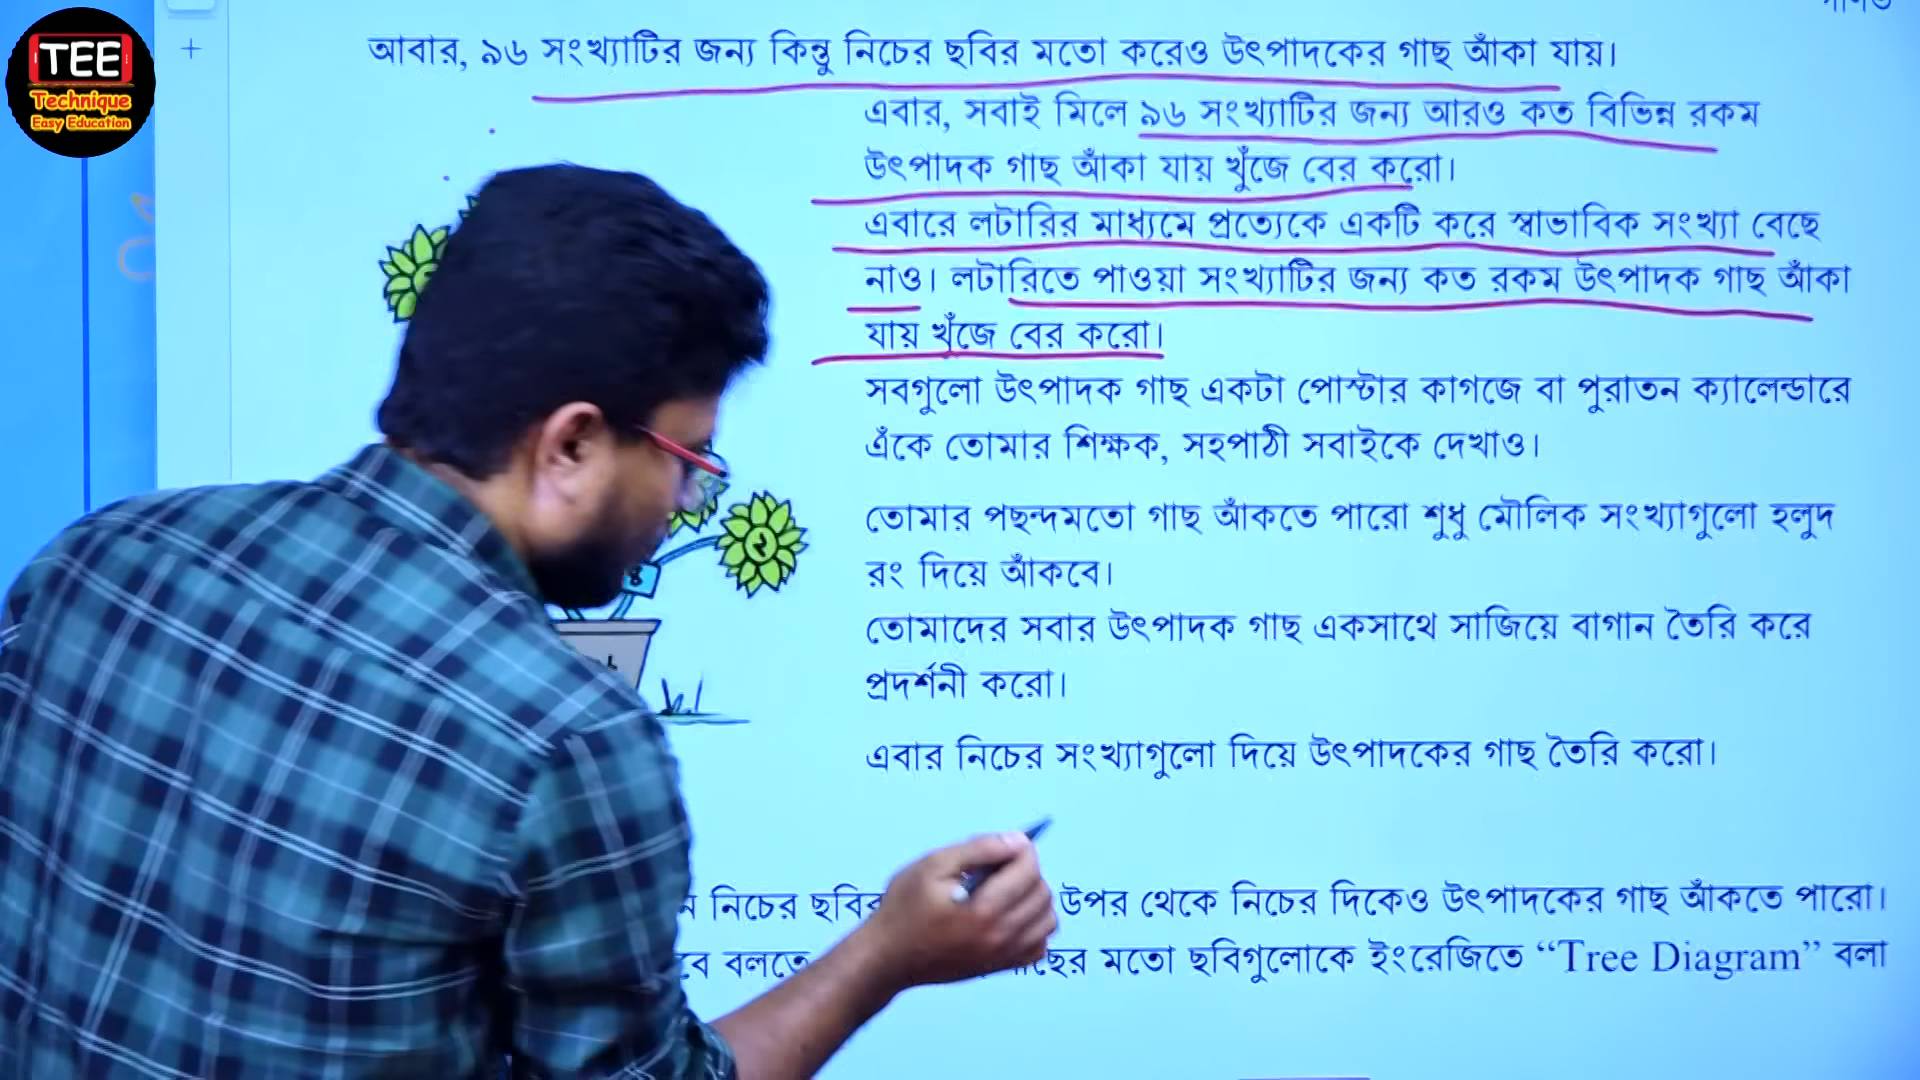 TEE
Technique
Easy Education
আবার, ৯৬ সংখ্যাটির জন্য কিন্তু নিচের ছবির মতো করেও উৎপাদকের গাছ আঁকা যায়।
এবার, সবাই মিলে ৯৬ সংখ্যাটির জন্য আরও কত বিভিন্ন রকম
উৎপাদক গাছ আঁকা যায় খুঁজে বের করো।
এবারে লটারির মাধ্যমে প্রত্যেকে একটি করে স্বাভাবিক সংখ্যা বেছে
নাও। লটারিতে পাওয়া সংখ্যাটির জন্য কত রকম উৎপাদক গাছ আঁকা
যায় খুঁজে বের করো।
সবগুলো উৎপাদক গাছ একটা পোস্টার কাগজে বা পুরাতন ক্যালেন্ডারে
এঁকে তোমার শিক্ষক, সহপাঠী সবাইকে দেখাও।
২
৪
তোমার পছন্দমতো গাছ আঁকতে পারো শুধু মৌলিক সংখ্যাগুলো হলুদ
রং দিয়ে আঁকবে।
তোমাদের সবার উৎপাদক গাছ একসাথে সাজিয়ে বাগান তৈরি করে
প্রদর্শনী করো।
এবার নিচের সংখ্যাগুলো দিয়ে উৎপাদকের গাছ তৈরি করো।
নিচের উপর থেকে নিচের দিকেও উৎপাদকের গাছ আঁকতে পারো।
বলতে মতো ছবিগুলোকে ইংরেজিতে “Tree Diagram” বলা